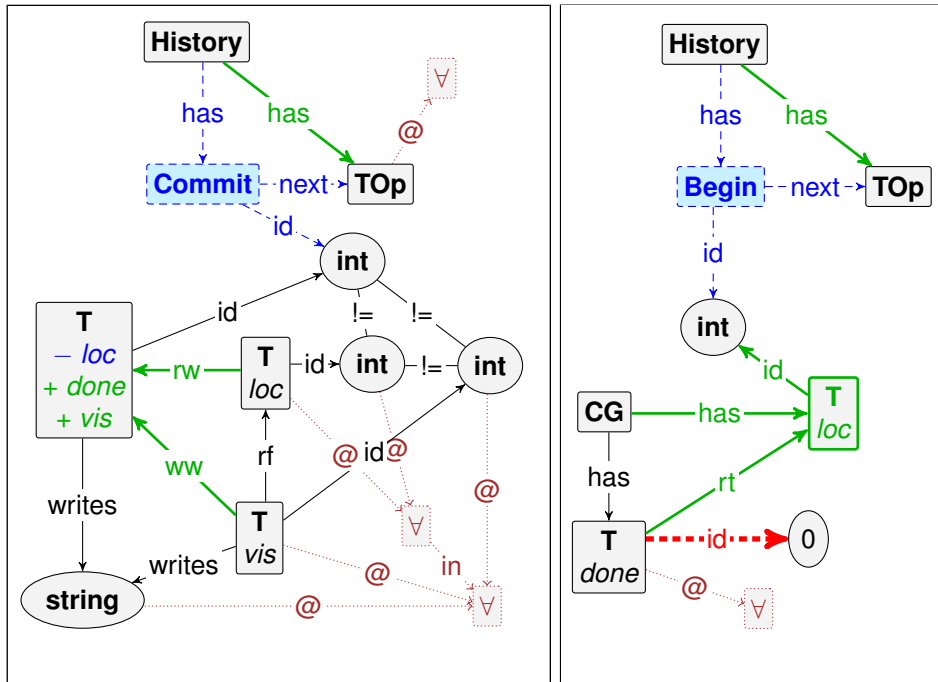 History
∀
has
has
@
Commit
next
TOp
id
int
T
− loc
+ done
+ vis
id
!=
!=
rw
T
loc
id
int
!=
int
ww
rf
id
@
@
@
writes
T
vis
∀
writes
@
in
string
@
∀
History
has
has
Begin
next
TOp
id
int
id
CG
has
T
loc
has
rt
T
done
id
0
@
∀